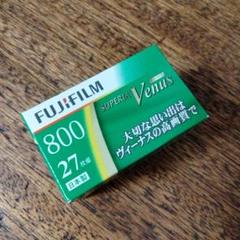 FUJIFILM
SUPERIA Venus
800
27枚撮
日本製
大切な思い出は
ヴィーナスの高画質で